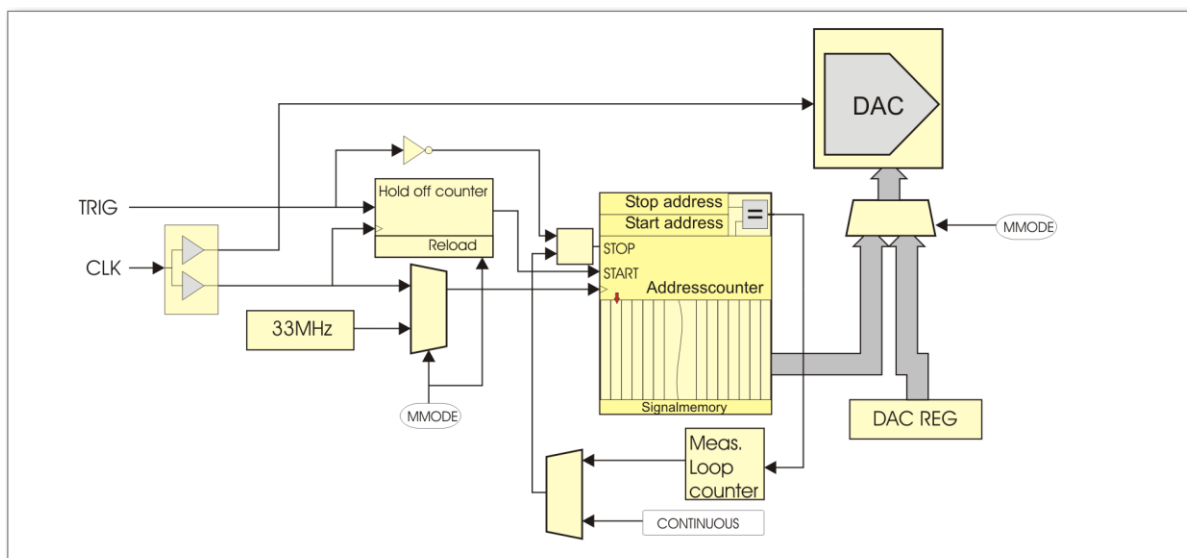 DAC
Hold off counter
TRIG
Reload
Stop address
Start address
=
MMODE
STOP
CLK
START
Addresscounter
33MHz
MMODE
Signalmemory
DAC REG
Meas.
Loop
counter
CONTINUOUS